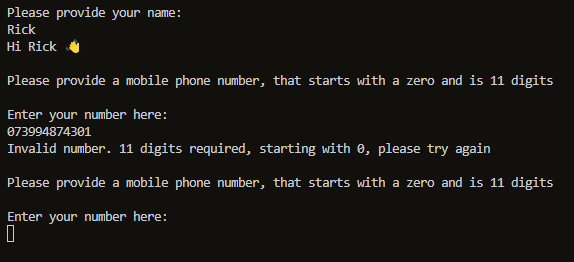 Please provide your name:
Rick
Hi Rick 👋
Please provide a mobile phone number, that starts with a zero and is 11 digits
Enter your number here:
073994874301
Invalid number. 11 digits required, starting with 0, please try again
Please provide a mobile phone number, that starts with a zero and is 11 digits
Enter your number here: